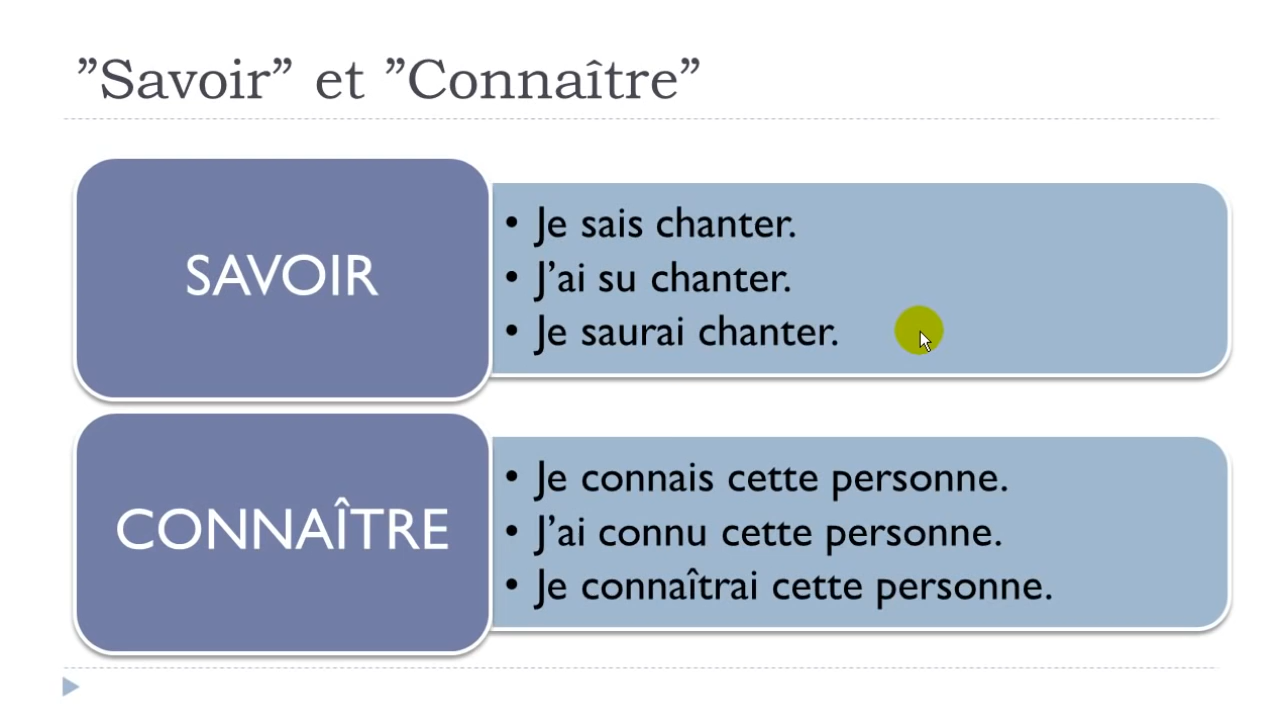 ”Savoir” et ”Connaître”
SAVOIR
• Je sais chanter.
• J’ai su chanter.
• Je saurai chanter.
CONNAÎTRE
• Je connais cette personne.
• J’ai connu cette personne.
• Je connaîtrai cette personne.